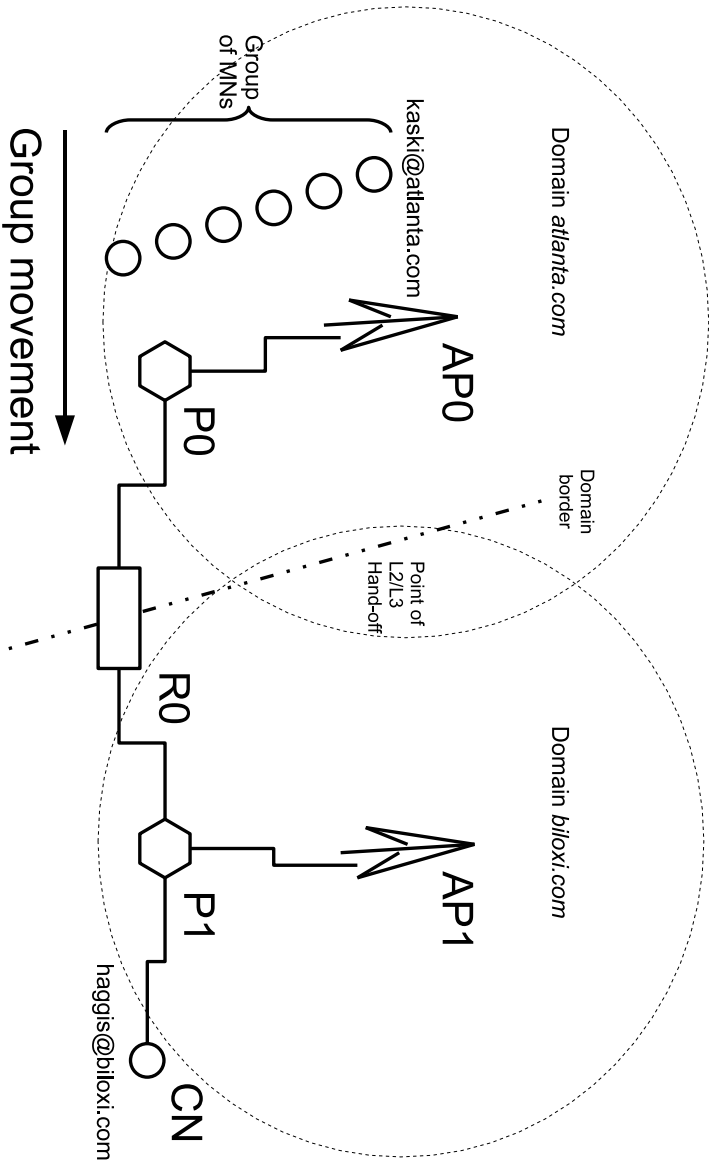 Domain atlanta.com
Domain biloxi.com
Domain
border
AP0
AP1
kaski@atlanta.com
Point of
L2/L3
Hand-off
Group
of MNs
P0
R0
P1
CN
haggis@biloxi.com
Group movement